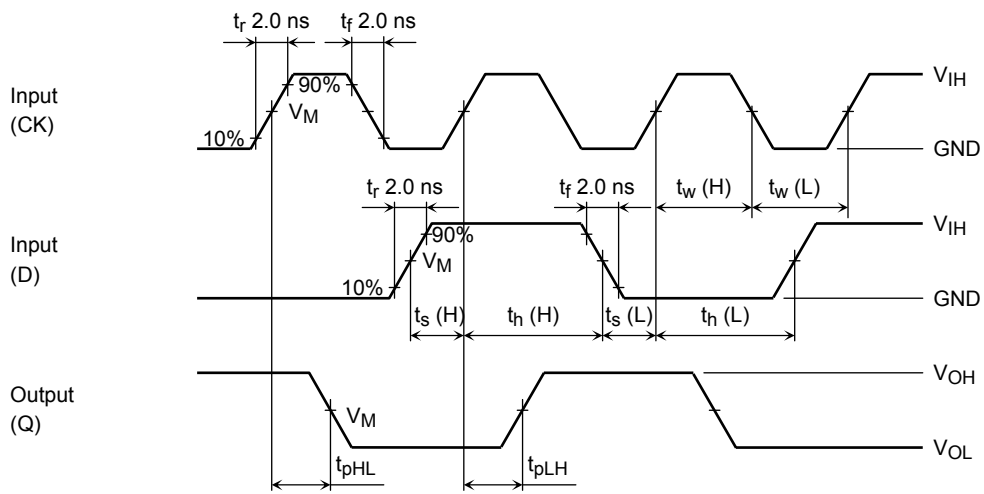 tr 2.0 ns tf 2.0 ns
Input
(CK)
90%
VM
10%
VIH
GND
tr 2.0 ns tf 2.0 ns tw (H) tw (L)
Input
(D)
90%
VM
10%
VIH
GND
ts (H) th (H) ts (L) th (L)
Output
(Q)
VM
VOH
VOL
tpHL tpLH